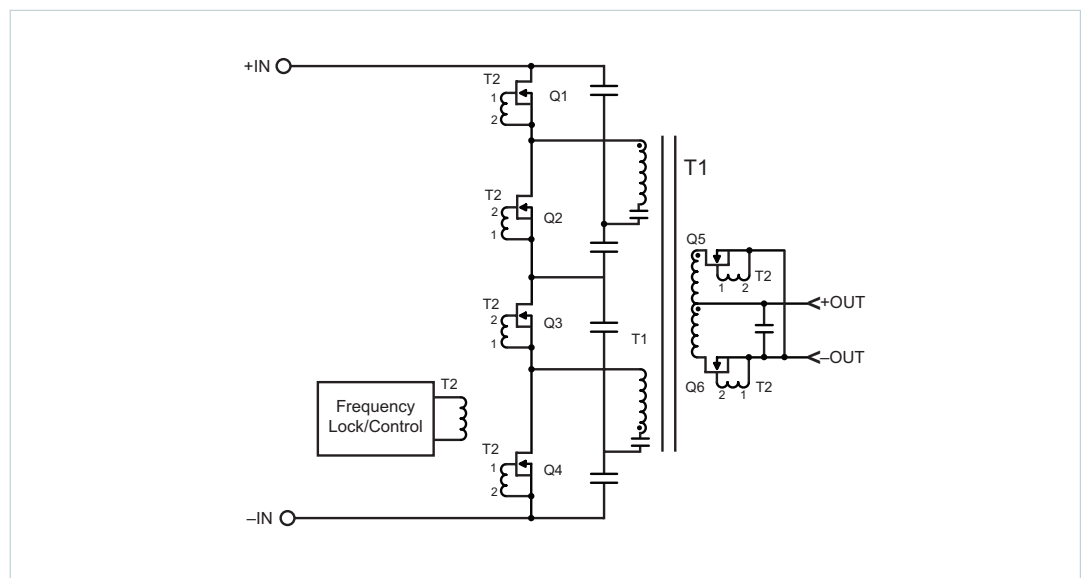 +IN
T2
1
2
Q1
T1
T2
2
1
Q2
Q5
1 2
T2
+OUT
T2
2
1
Q3
T1
–OUT
Q6
2 1
T2
T2
Frequency
Lock/Control
T2
1
2
Q4
–IN